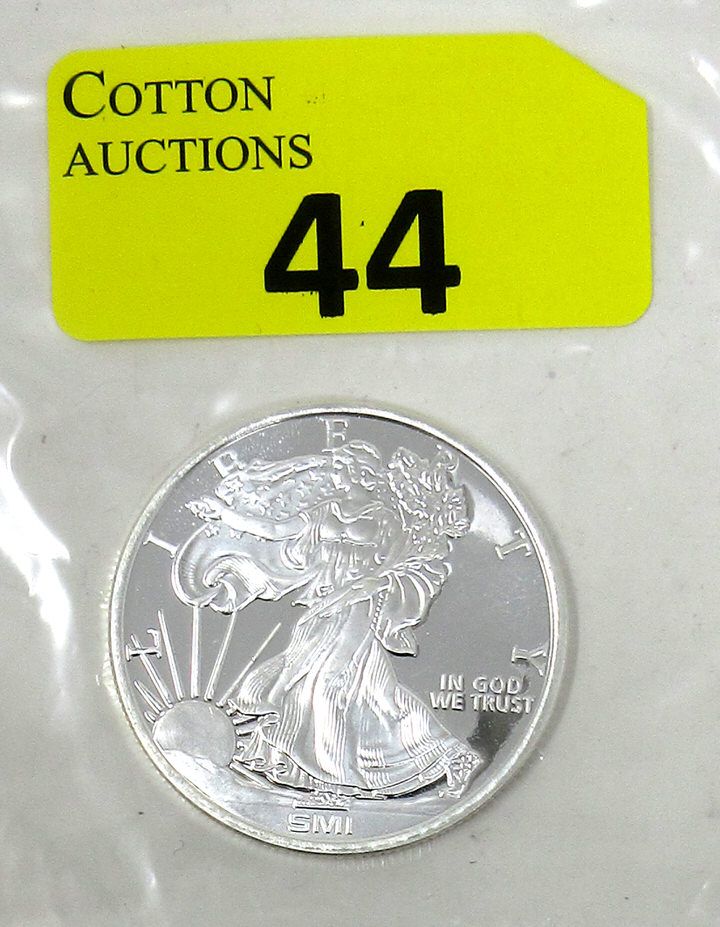 COTTON
AUCTIONS
44
LIBERTY
IN GOD
WE TRUST
SMI